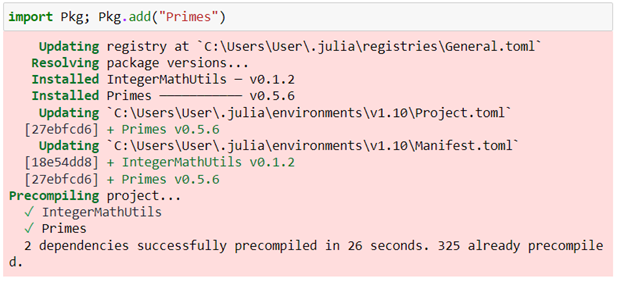 import Pkg; Pkg.add("Primes")
Updating registry at `C:\Users\User\.julia\registries\General.toml`
Resolving package versions...
Installed IntegerMathUtils ─ v0.1.2
Installed Primes ─────────── v0.5.6
Updating `C:\Users\User\.julia\environments\v1.10\Project.toml`
[27ebfcd6] + Primes v0.5.6
Updating `C:\Users\User\.julia\environments\v1.10\Manifest.toml`
[18e54dd8] + IntegerMathUtils v0.1.2
[27ebfcd6] + Primes v0.5.6
Precompiling project...
✓ IntegerMathUtils
✓ Primes
2 dependencies successfully precompiled in 26 seconds. 325 already precompile
d.